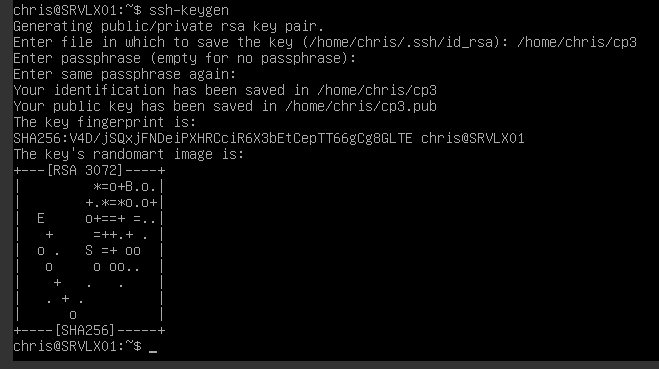 chris@SRVLX01:~$ ssh-keygen
Generating public/private rsa key pair.
Enter file in which to save the key (/home/chris/.ssh/id_rsa): /home/chris/cp3
Enter passphrase (empty for no passphrase):
Enter same passphrase again:
Your identification has been saved in /home/chris/cp3
Your public key has been saved in /home/chris/cp3.pub
The key fingerprint is:
SHA256:V4D/jSQxjFNDeiPXHRCciR6X3bEtCepTT66gCg8GLTE chris@SRVLX01
The key's randomart image is:
+---[RSA 3072]----+
|         *=o+B.o.|
|        +.*=*o.o+|
|  E     o+==+ =..|
|   +     =++.+ . |
|  o .   S =+ oo  |
|   o     o oo..  |
|    +   .   .    |
|   . + .         |
|      o          |
+----[SHA256]-----+
chris@SRVLX01:~$ _